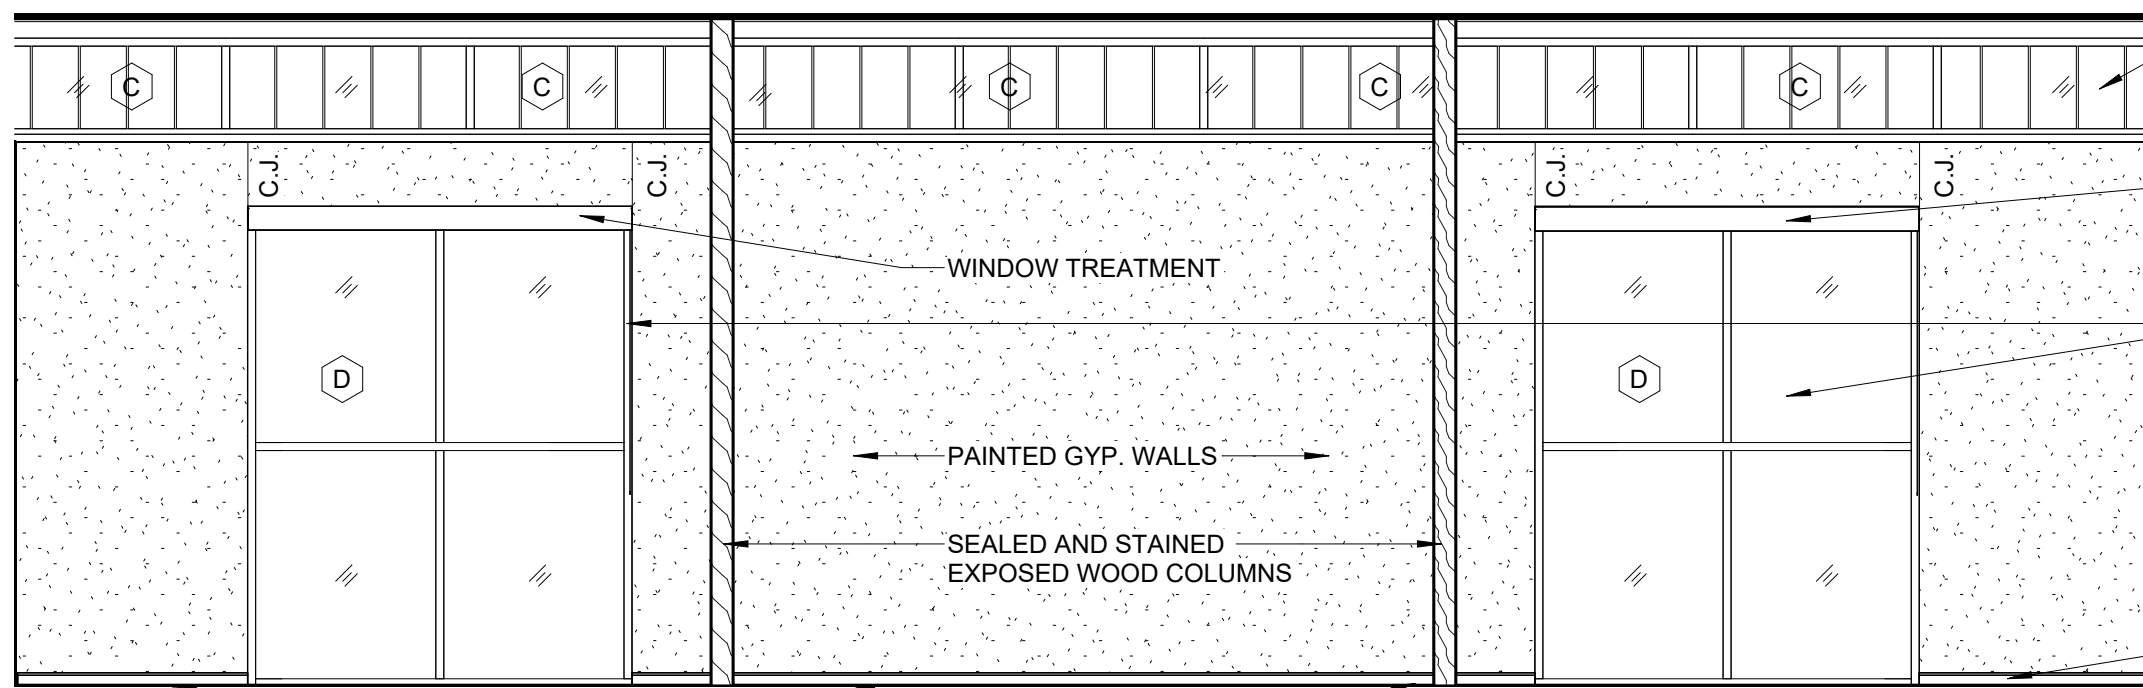 C
C
C
C
C
C.J.
C.J.
C.J.
C.J.
WINDOW TREATMENT
D
D
PAINTED GYP. WALLS
SEALED AND STAINED
EXPOSED WOOD COLUMNS